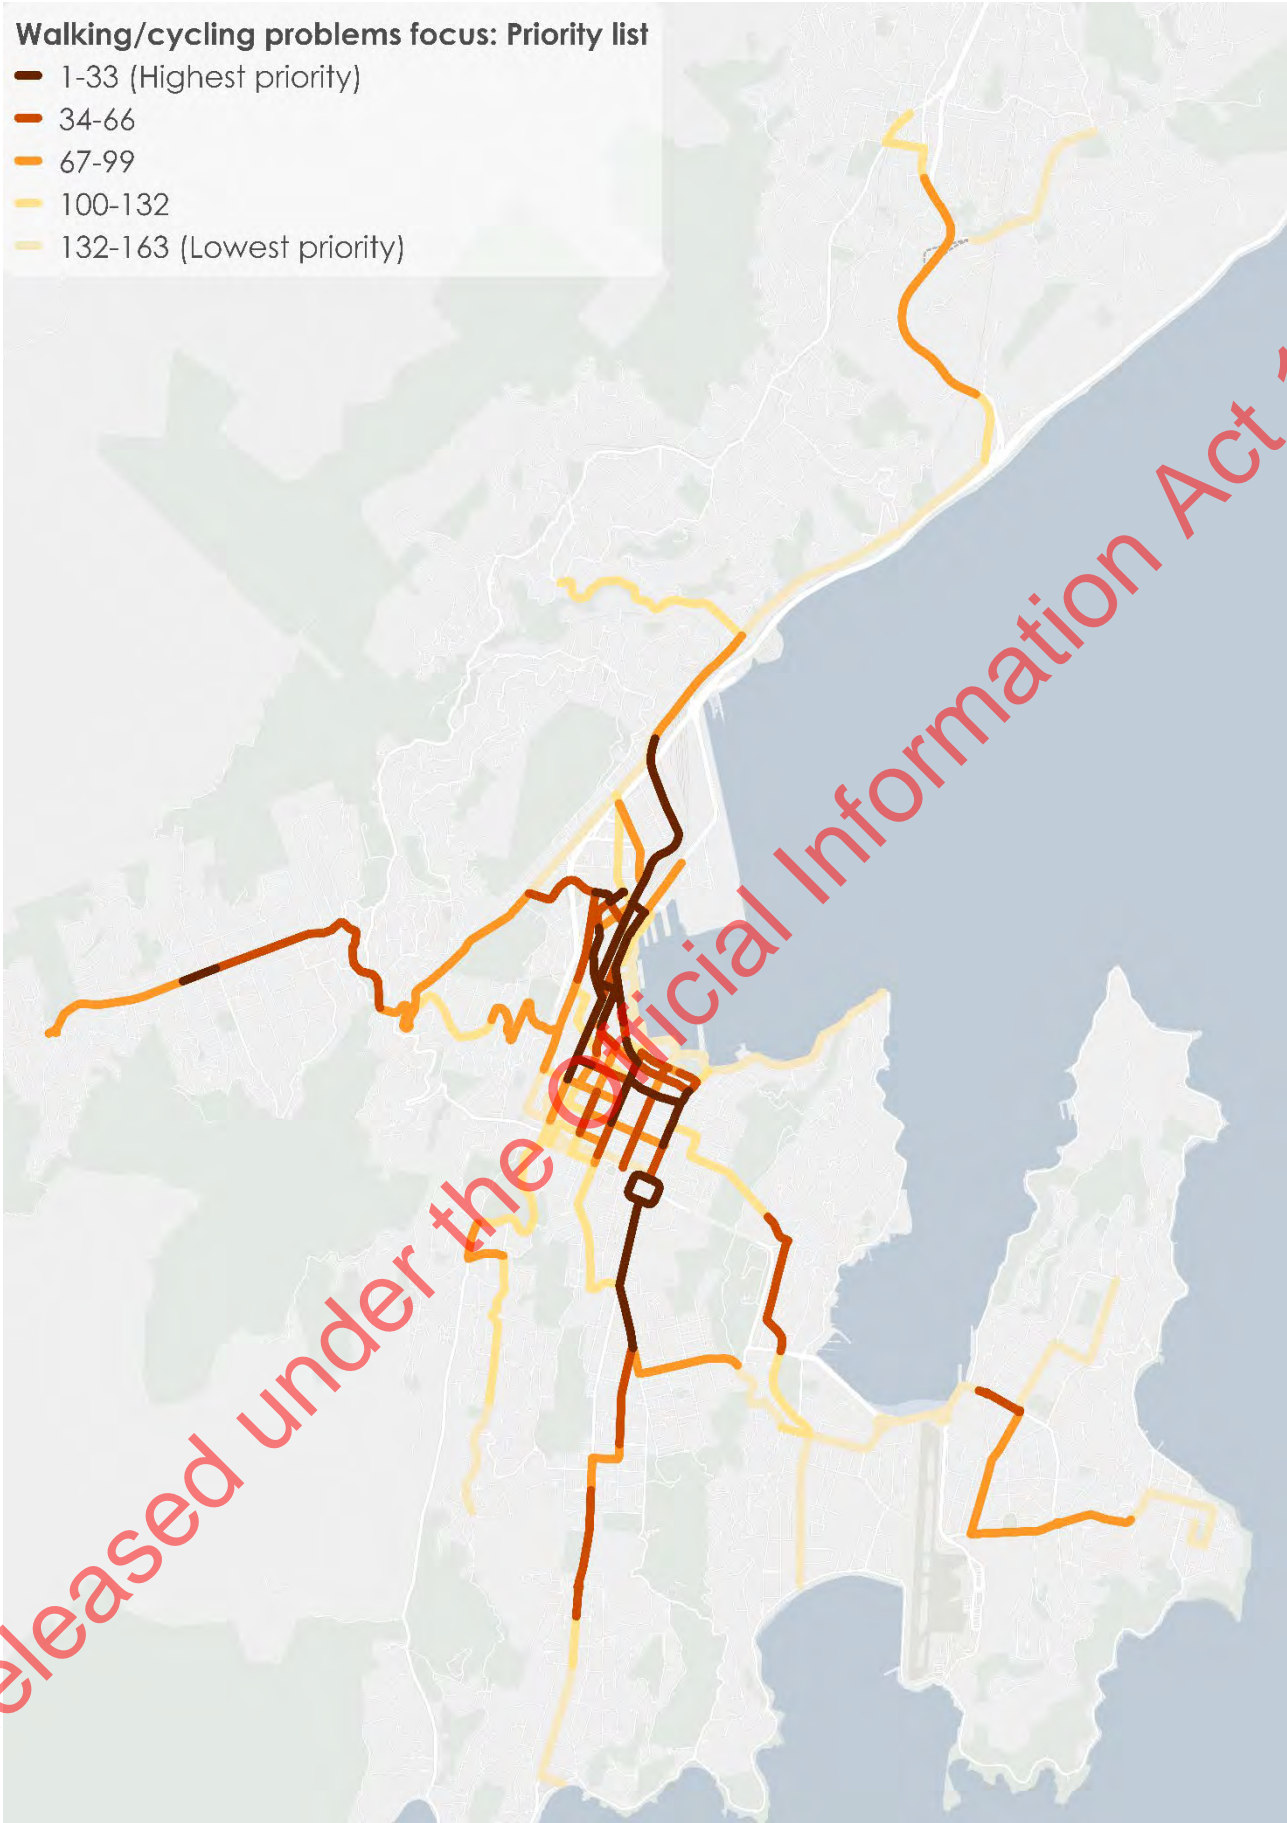 Walking/cycling problems focus: Priority list
1-33 (Highest priority)
34-66
67-99
100-132
132-163 (Lowest priority)
eleased under the Official Information Act 1